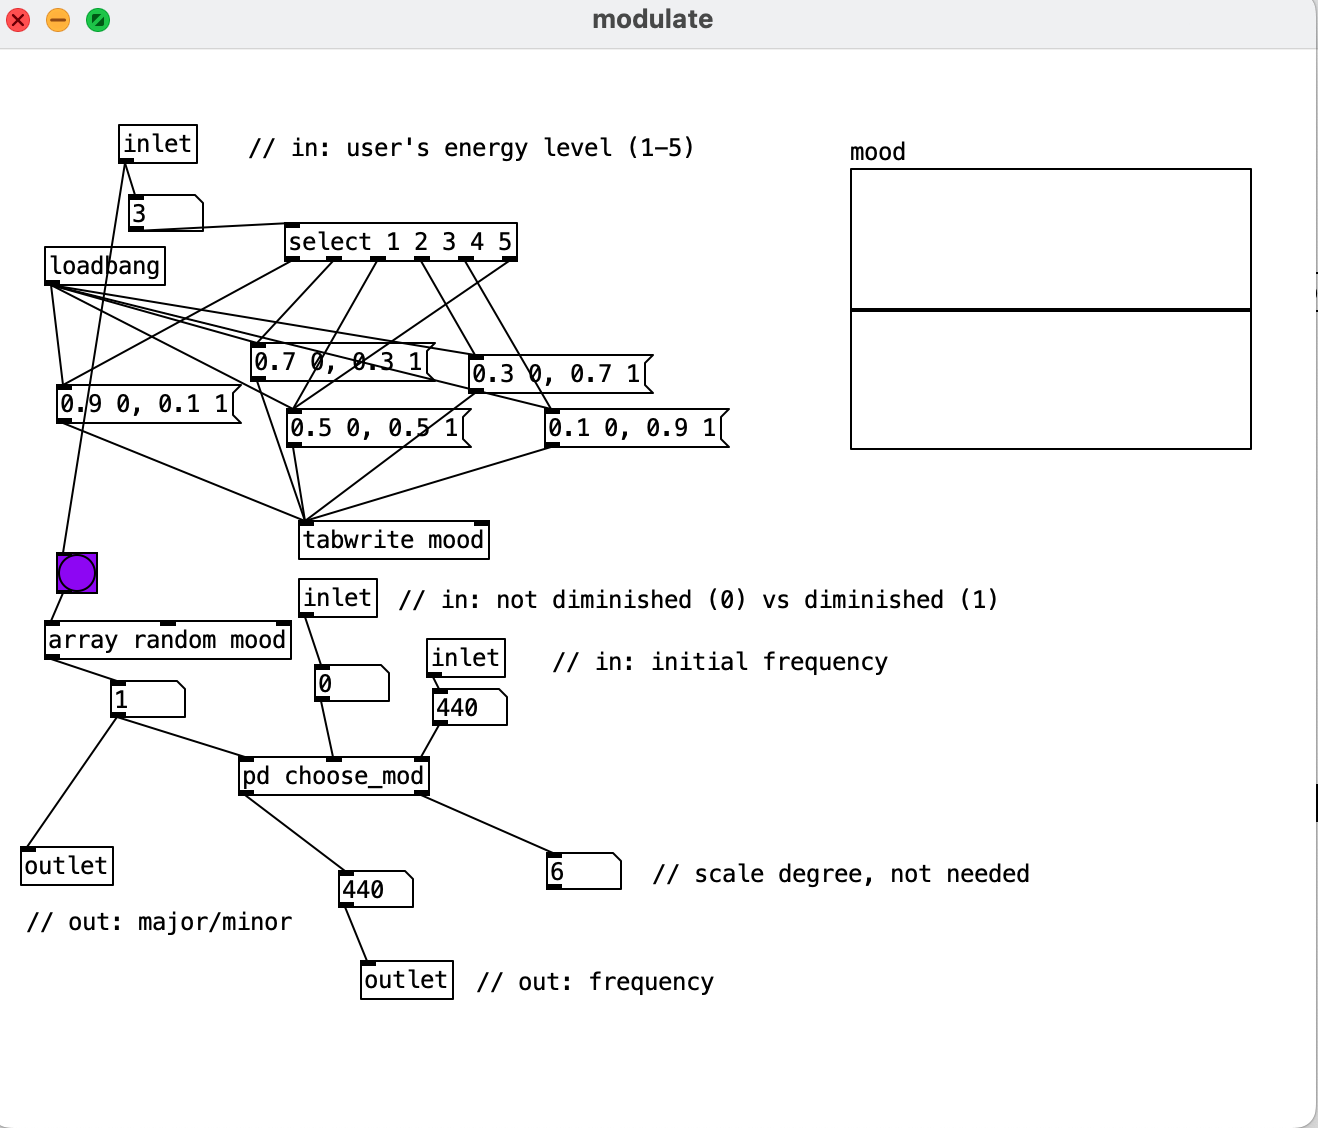 modulate
inlet
// in: user's energy level (1-5)
mood
3
select 1 2 3 4 5
loadbang
0.7 0, 0.3 1
0.3 0, 0.7 1
0.9 0, 0.1 1
0.5 0, 0.5 1
0.1 0, 0.9 1
tabwrite mood
inlet
// in: not diminished (0) vs diminished (1)
array random mood
inlet
// in: initial frequency
0
1
440
pd choose_mod
outlet
440
6
// scale degree, not needed
// out: major/minor
outlet
// out: frequency